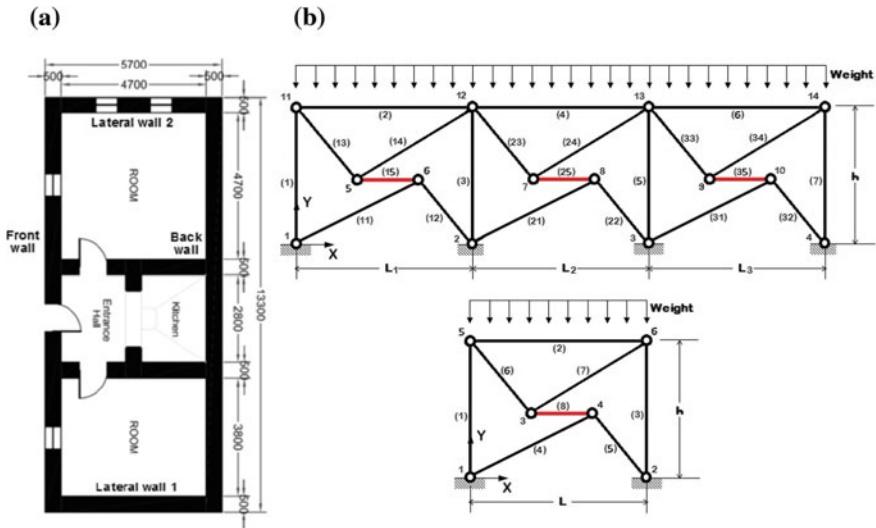 (a)
5700
500
4700
500
500
Lateral wall 2
ROOM
4700
Front wall
Back wall
500
Entrance Hall
Kitchen
2800
13300
500
ROOM
3800
Lateral wall 1
500
(b)
Weight
11
12
13
14
(2)
(4)
(6)
(13)
(14)
(23)
(24)
(33)
(34)
(1)
(15)
(3)
(25)
(5)
(35)
(7)
h
5
6
7
8
9
10
Y
(11)
(12)
(21)
(22)
(31)
(32)
1
2
3
4
X
L₁
L₂
L₃
Weight
5
6
(2)
(6)
(7)
(1)
(8)
(3)
h
3
4
Y
(4)
(5)
1
2
X
L